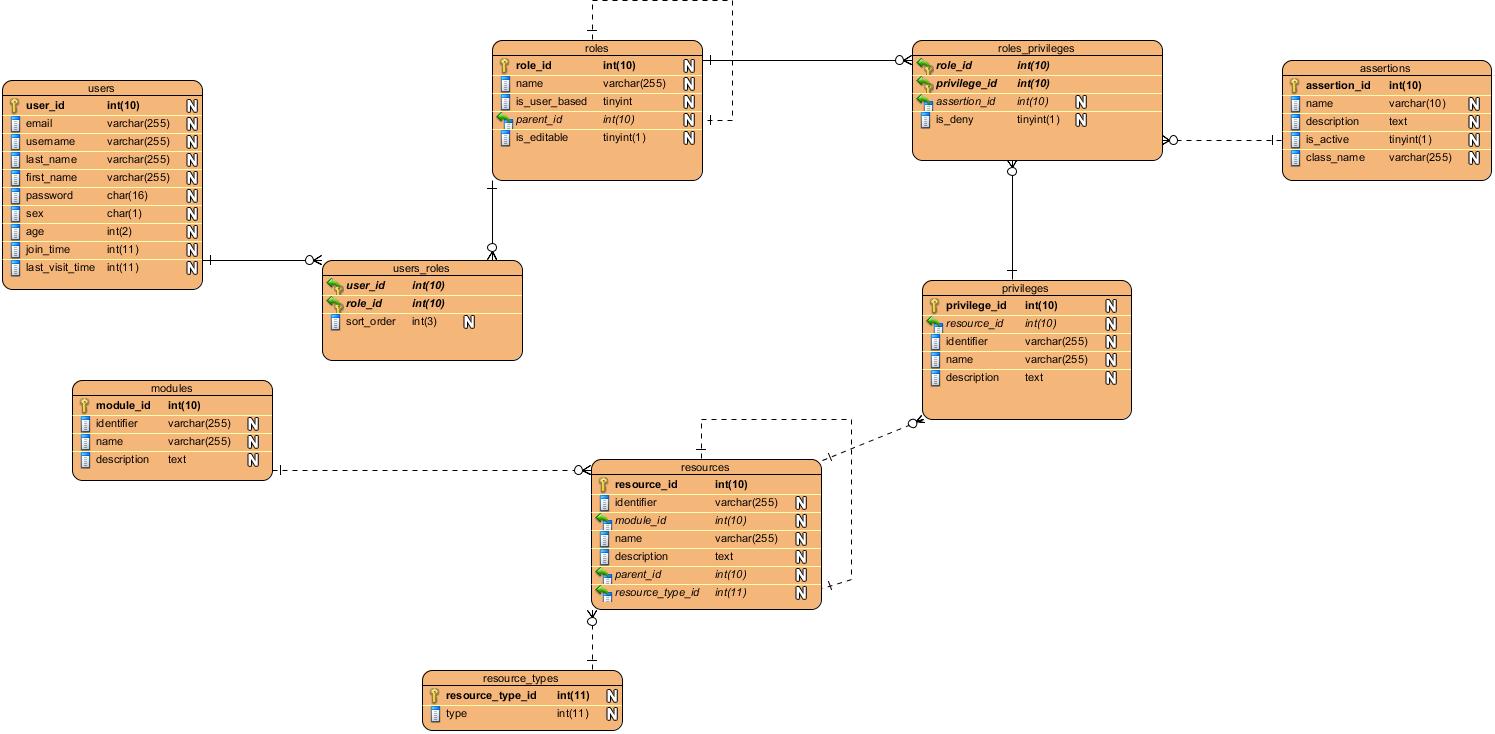 users
user_id int(10) N
email varchar(255) N
username varchar(255) N
last_name varchar(255) N
first_name varchar(255) N
password char(16) N
sex char(1) N
age int(2) N
join_time int(11) N
last_visit_time int(11) N
roles
role_id int(10) N
name varchar(255) N
is_user_based tinyint N
parent_id int(10) N
is_editable tinyint(1) N
roles_privileges
role_id int(10)
privilege_id int(10)
assertion_id int(10) N
is_deny tinyint(1) N
assertions
assertion_id int(10)
name varchar(10) N
description text N
is_active tinyint(1) N
class_name varchar(255) N
users_roles
user_id int(10)
role_id int(10)
sort_order int(3) N
privileges
privilege_id int(10) N
resource_id int(10) N
identifier varchar(255) N
name varchar(255) N
description text N
modules
module_id int(10)
identifier varchar(255) N
name varchar(255) N
description text N
resources
resource_id int(10)
identifier varchar(255) N
module_id int(10) N
name varchar(255) N
description text N
parent_id int(10) N
resource_type_id int(11) N
resource_types
resource_type_id int(11) N
type int(11) N